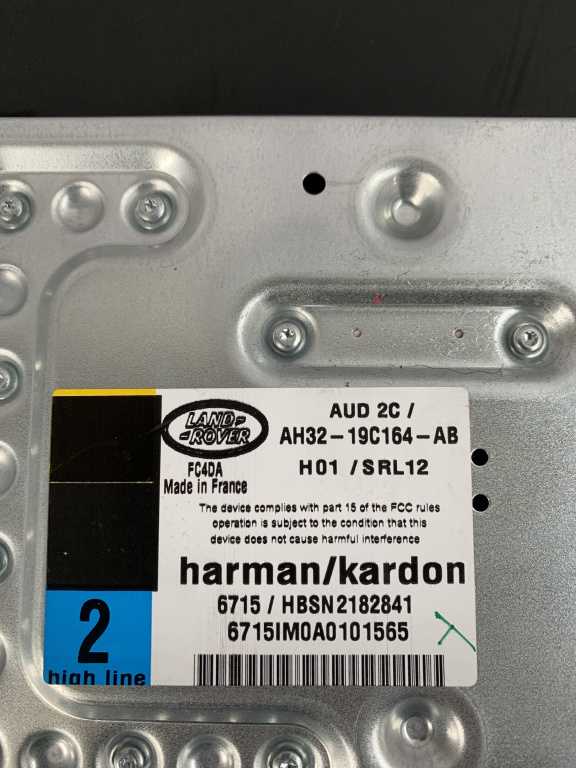 LAND-
-ROVER
FC4DA
Made in France
AUD 2C /
AH32-19C164-AB
H01 /SRL12
The device complies with part 15 of the FCC rules
operation is subject to the condition that this
device does not cause harmful interference
harman/kardon
6715 / HBSN2182841
6715IM0A0101565
2
high line